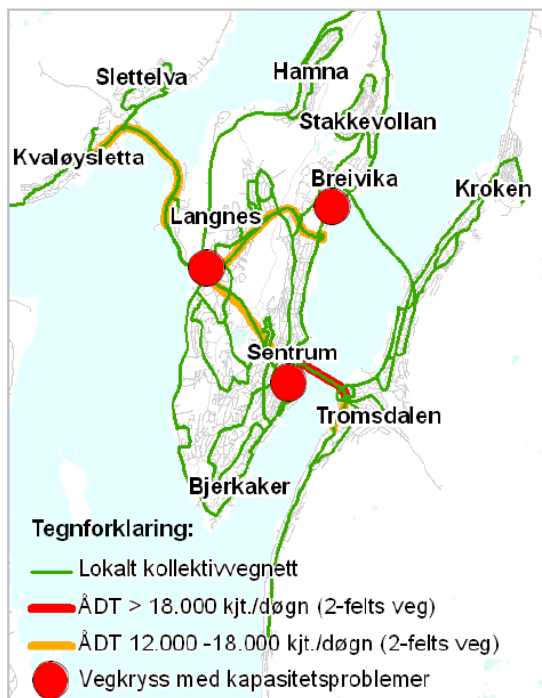 Hamna
Slettelva
Stakkevollan
Kvaløysletta
Breivika
Kroken
Langnes
Sentrum
Tromsdalen
Bjerkaker
Tegnforklaring:
Lokalt kollektivvegnett
ÅDT > 18.000 kjt./døgn (2-felts veg)
ÅDT 12.000 -18.000 kjt./døgn (2-felts veg)
Vegkryss med kapasitetsproblemer